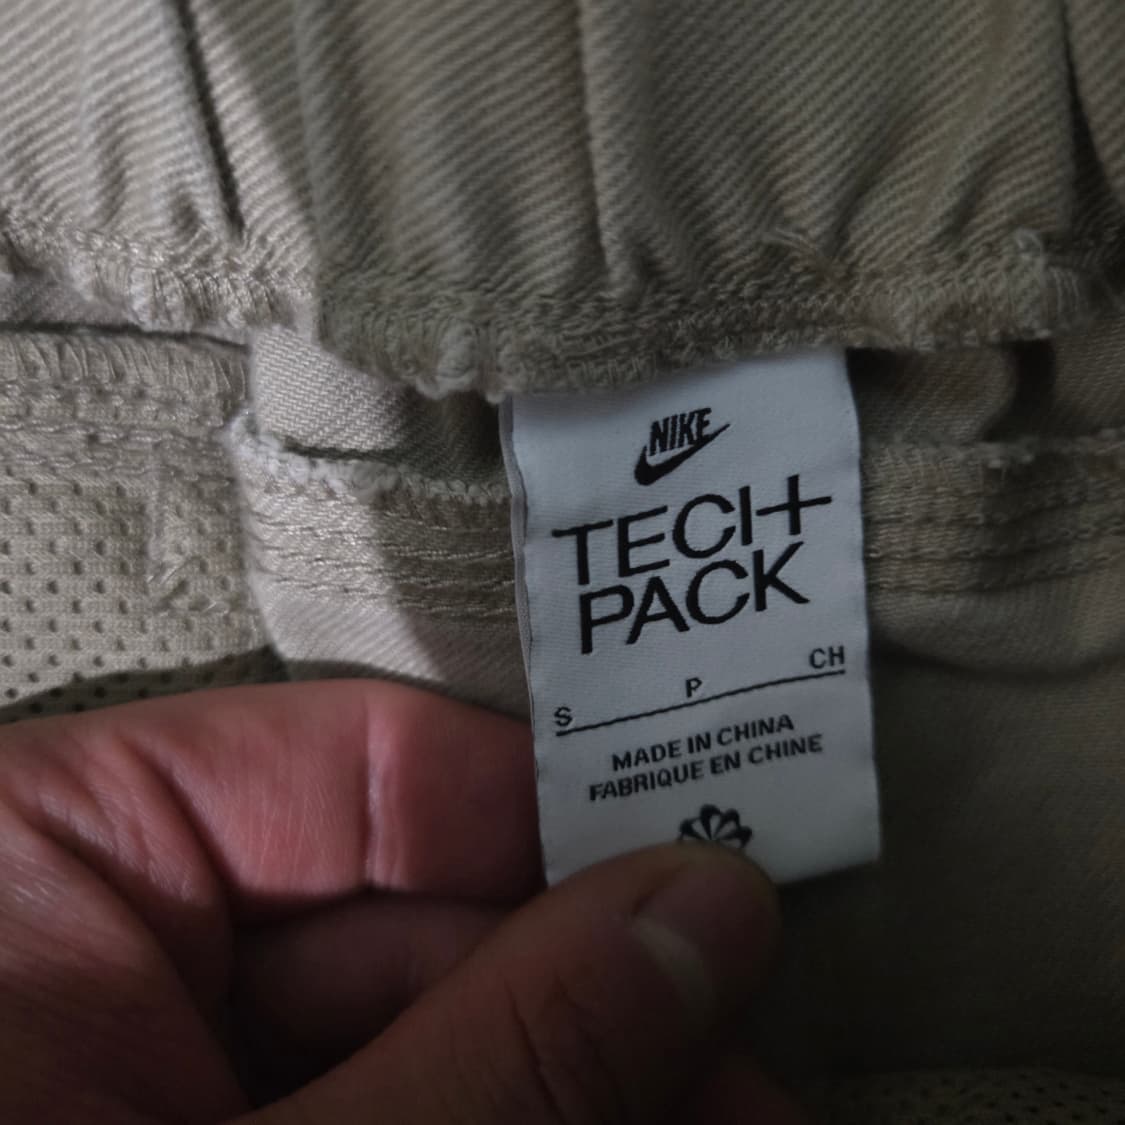 NIKE
TECH
PACK
S P CH
MADE IN CHINA
FABRIQUE EN CHINE